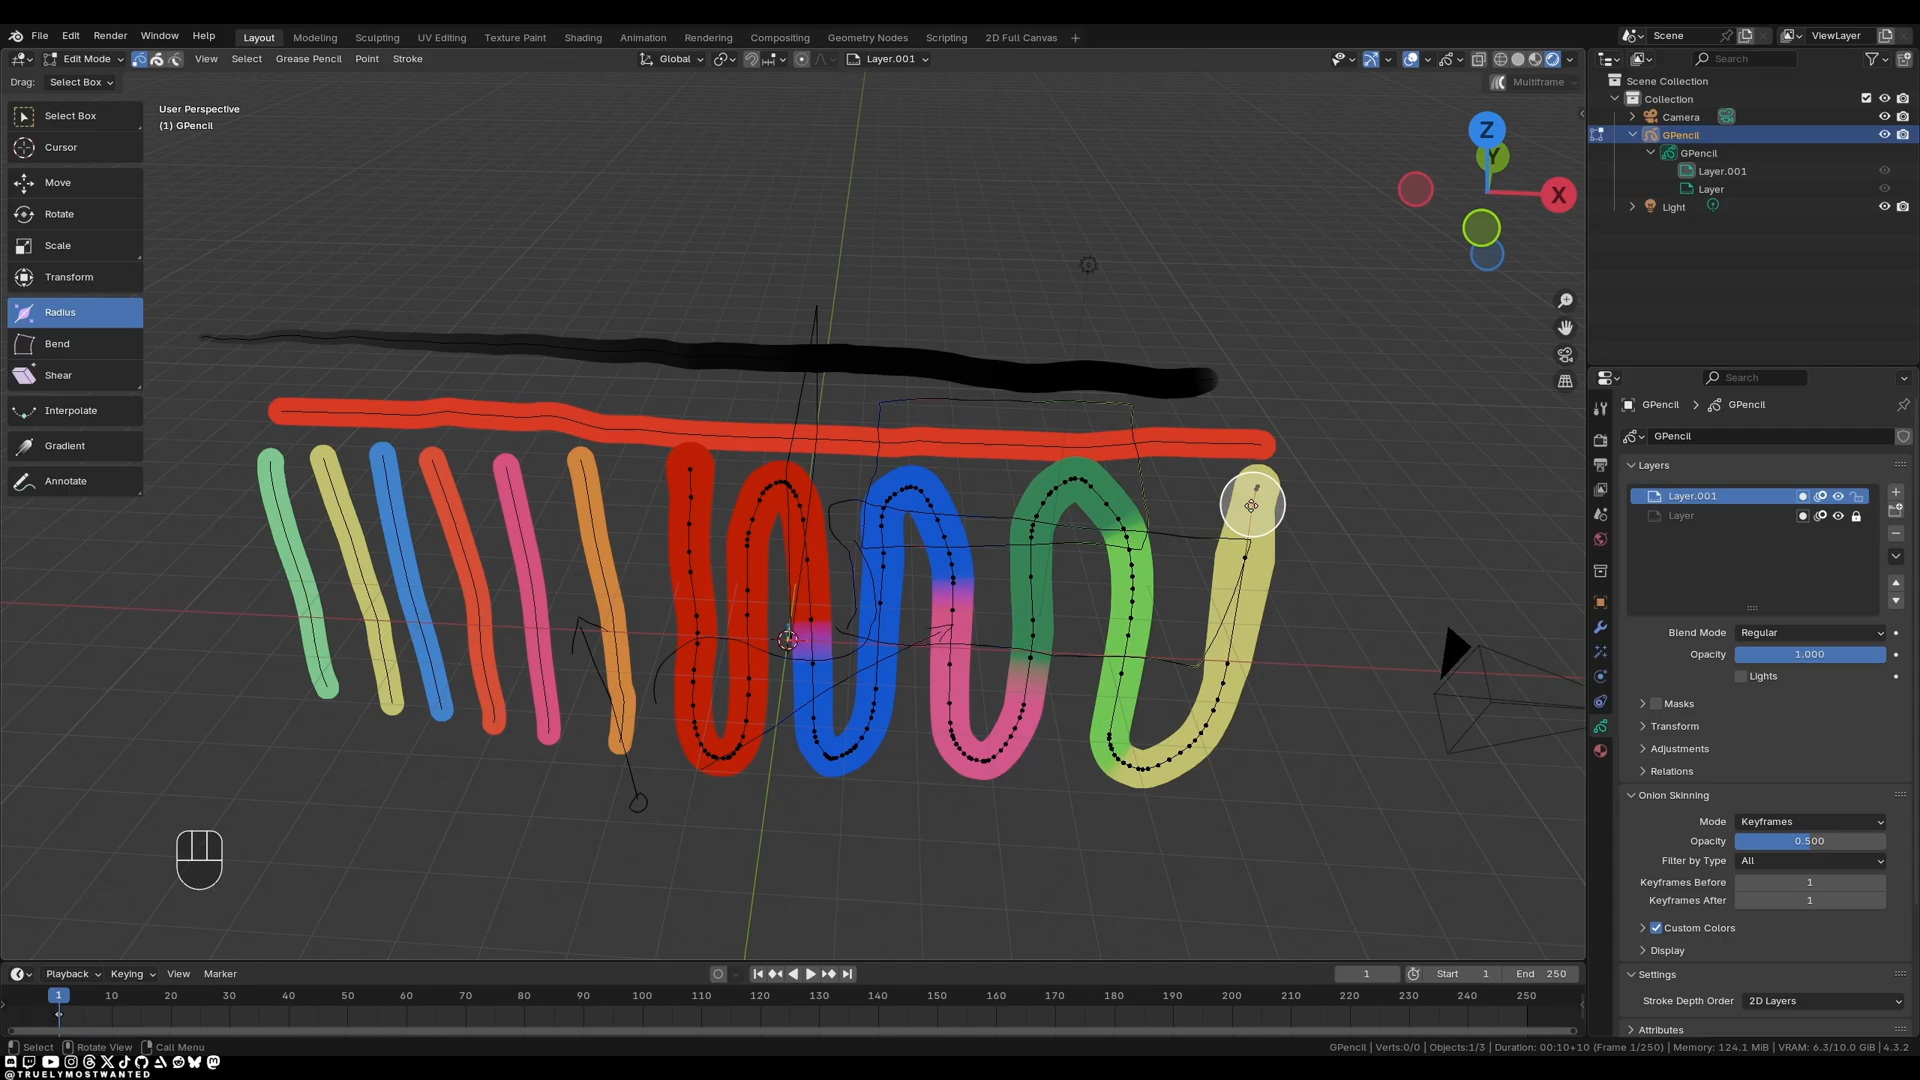 File Edit Render Window Help Layout Modeling Sculpting UV Editing Texture Paint Shading Animation Rendering Compositing Geometry Nodes Scripting 2D Full Canvas + Scene ViewLayer
Edit Mode View Select Grease Pencil Point Stroke Global Layer.001 Search
Drag: Select Box Multiframe
Select Box
Cursor
Move
Rotate
Scale
Transform
Radius
Bend
Shear
Interpolate
Gradient
Annotate
User Perspective
(1) GPencil
Z
Y
X
Scene Collection
Collection
Camera
GPencil
GPencil
Layer.001
Layer
Light
Search
GPencil > GPencil
GPencil
Layers
Layer.001
Layer
Blend Mode Regular
Opacity 1.000
Lights
Masks
Transform
Adjustments
Relations
Onion Skinning
Mode Keyframes
Opacity 0.500
Filter by Type All
Keyframes Before 1
Keyframes After 1
Custom Colors
Display
Settings
Stroke Depth Order 2D Layers
Attributes
Playback Keying View Marker 1 Start 1 End 250
1 10 20 30 40 50 60 70 80 90 100 110 120 130 140 150 160 170 180 190 200 210 220 230 240 250
Select Rotate View Call Menu GPencil | Verts:0/0 | Objects:1/3 | Duration: 00:10+10 (Frame 1/250) | Memory: 124.1 MiB | VRAM: 6.3/10.0 GiB | 4.3.2
@TRUELYMOSTWANTED